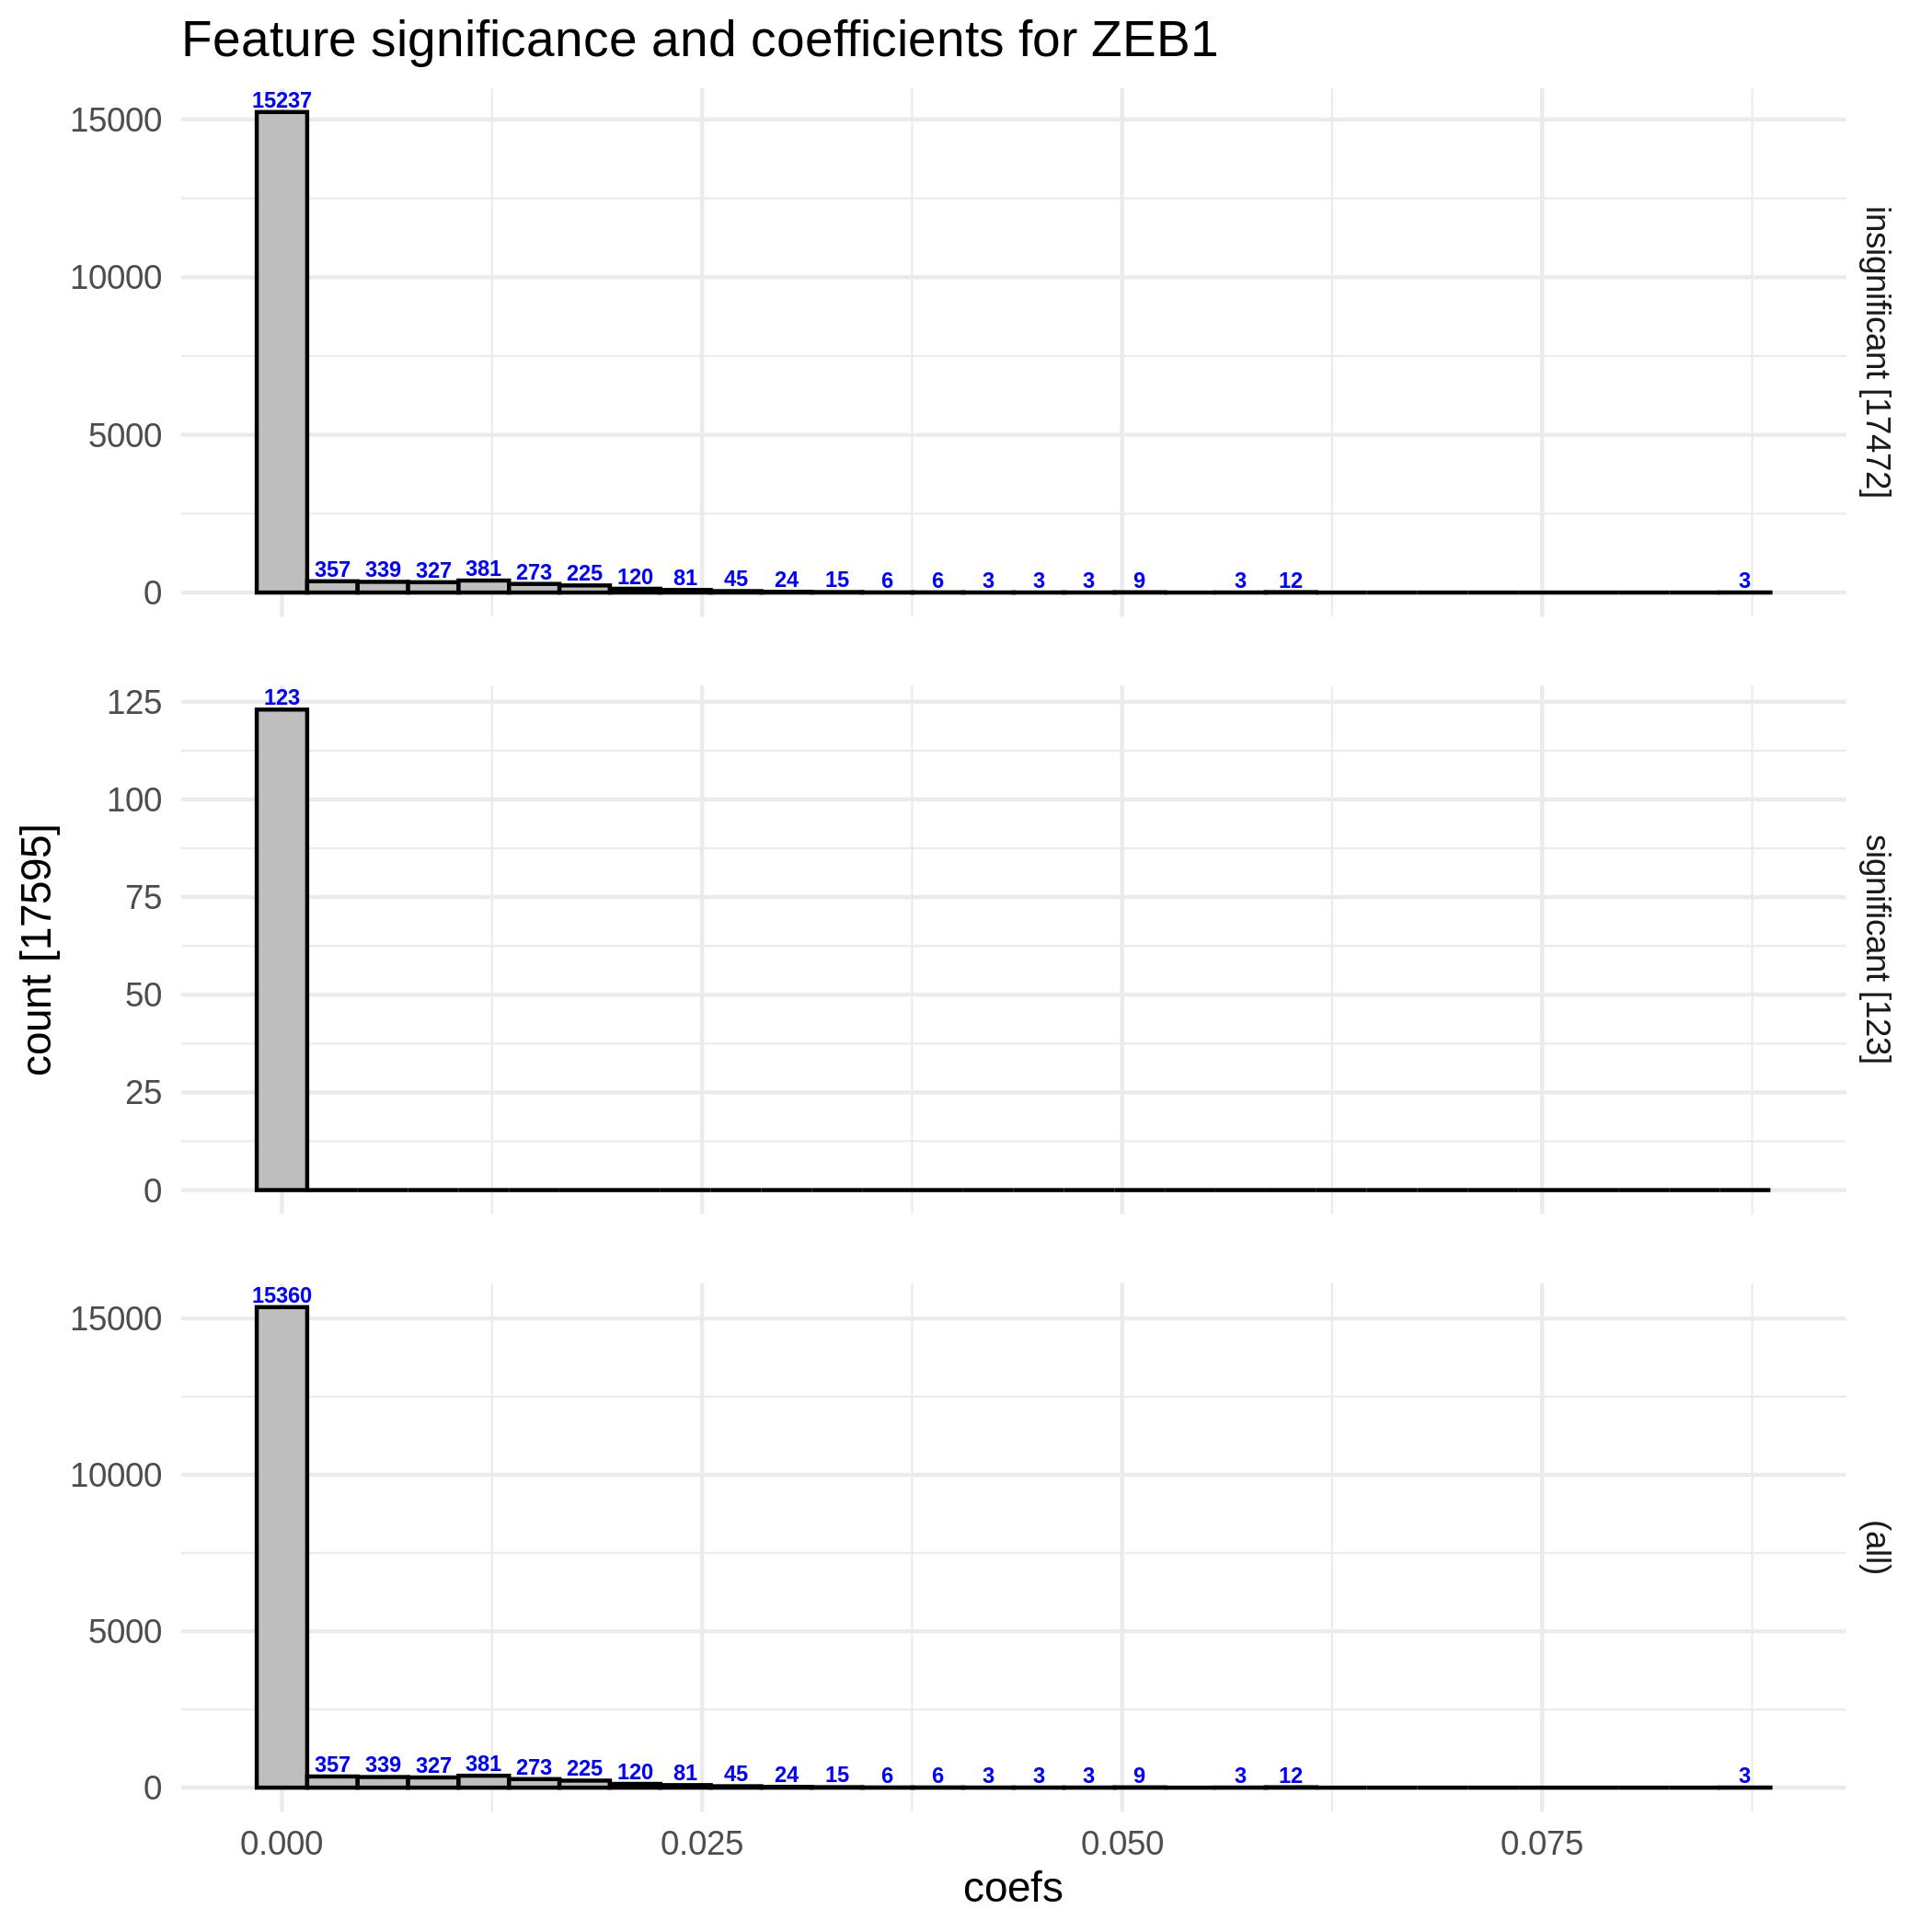 Feature significance and coefficients for ZEB1
15237
15000
10000
5000
0
357 339 327 381 273 225 120 81 45 24 15 6 6 3 3 3 9 3 12 3
insignificant [17472]
123
125
100
75
50
25
0
significant [123]
count [17595]
15360
15000
10000
5000
0
357 339 327 381 273 225 120 81 45 24 15 6 6 3 3 3 9 3 12 3
(all)
0.000 0.025 0.050 0.075
coefs